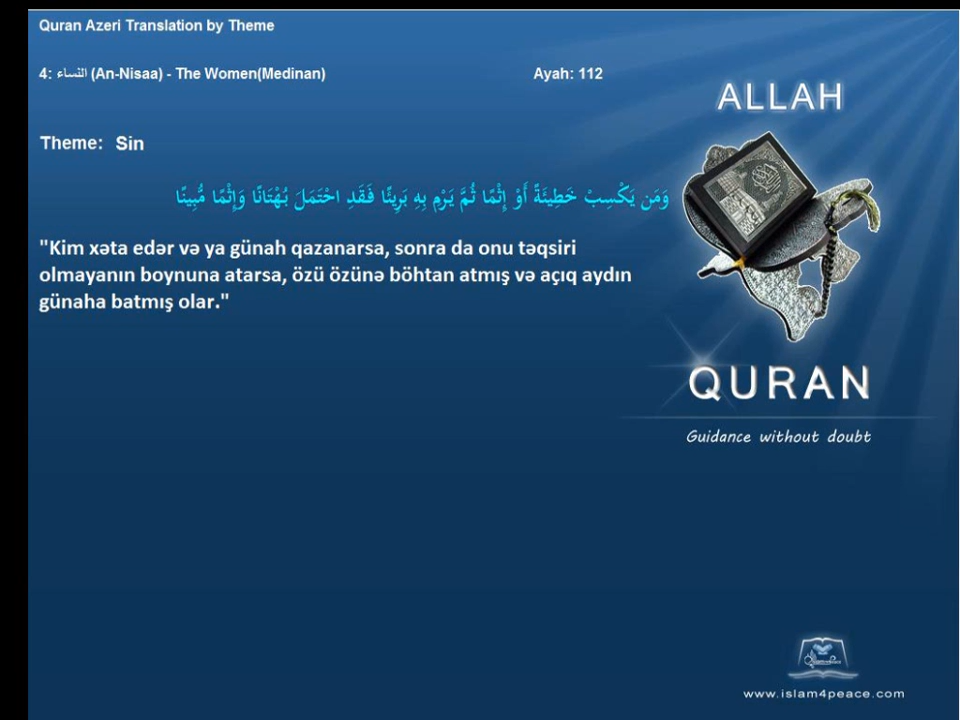 Quran Azeri Translation by Theme
4: النساء (An-Nisaa) - The Women(Medinan) Ayah: 112
ALLAH
Theme: Sin
وَمَن يَكْسِبْ خَطِيئَةً أَوْ إِثْمًا ثُمَّ يَرْمِ بِهِ بَرِيئًا فَقَدِ احْتَمَلَ بُهْتَانًا وَإِثْمًا مُّبِينًا
"Kim xəta edər və ya günah qazanarsa, sonra da onu təqsiri
olmayanın boynuna atarsa, özü özünə böhtan atmış və açıq aydın
günaha batmış olar."
QURAN
Guidance without doubt
www.islam4peace.com